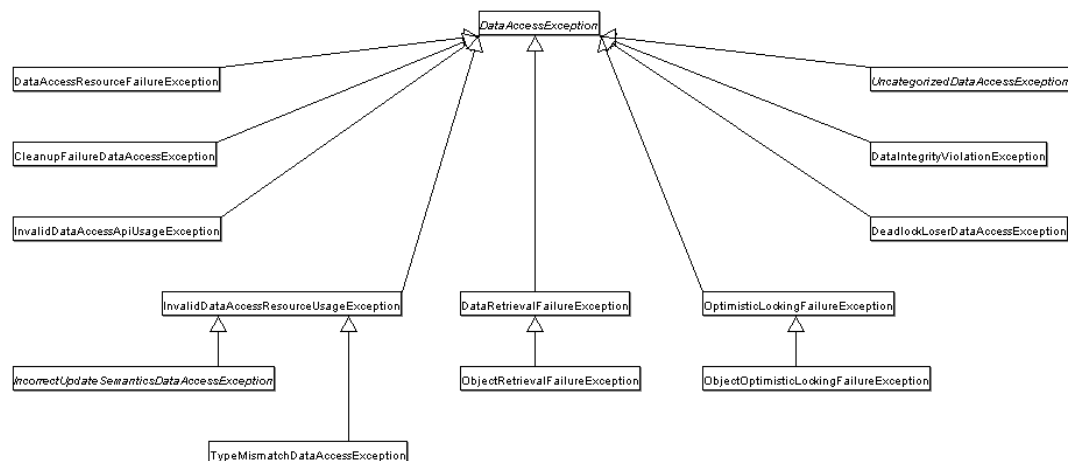 DataAccessException
DataAccessResourceFailureException
UncategorizedDataAccessException
CleanupFailureDataAccessException
DataIntegrityViolationException
InvalidDataAccessApiUsageException
DeadlockLoserDataAccessException
InvalidDataAccessResourceUsageException
DataRetrievalFailureException
OptimisticLockingFailureException
IncorrectUpdateSemanticsDataAccessException
ObjectRetrievalFailureException
ObjectOptimisticLockingFailureException
TypeMismatchDataAccessException